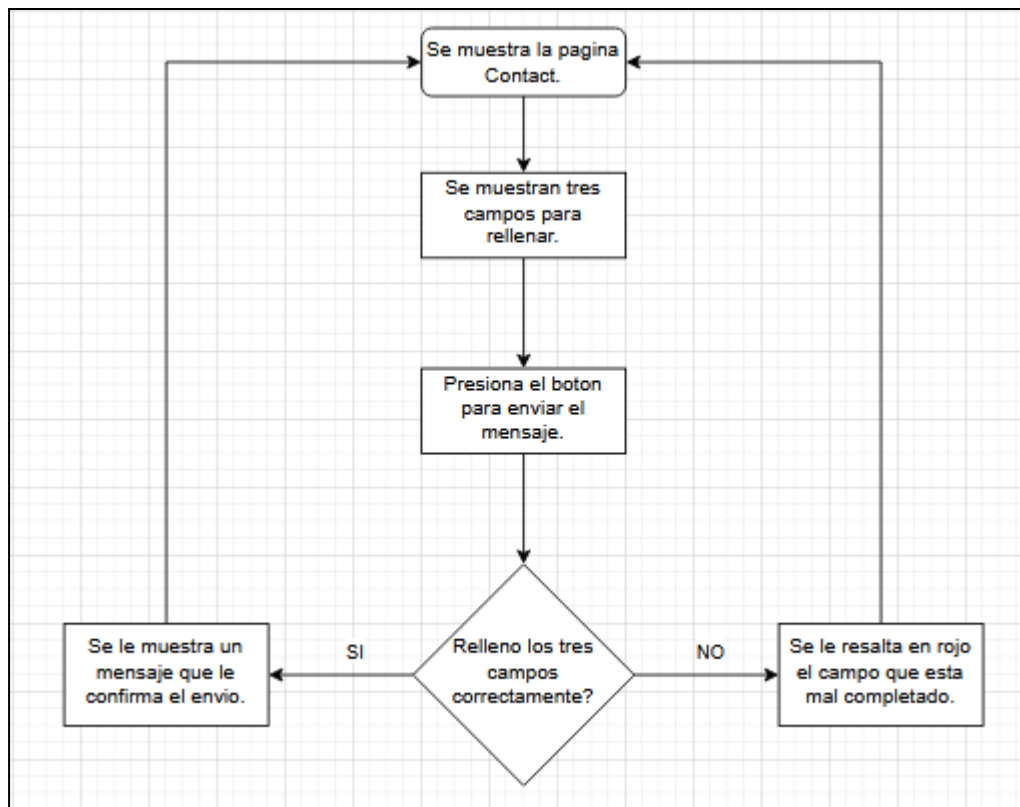 Se muestra la pagina
Contact.
Se muestran tres
campos para
rellenar.
Presiona el boton
para enviar el
mensaje.
Relleno los tres
campos
correctamente?
SI
NO
Se le muestra un
mensaje que le
confirma el envio.
Se le resalta en rojo
el campo que esta
mal completado.